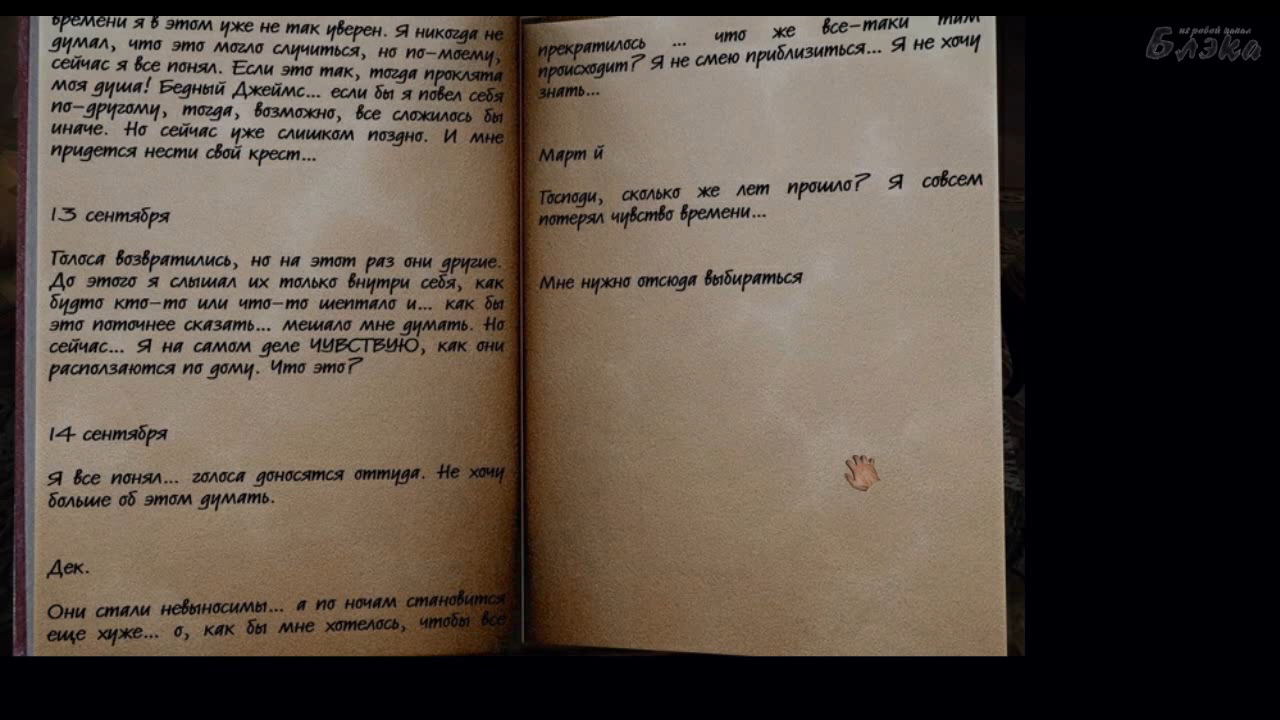 времени я в этом уже не так уверен. Я никогда не
думал, что это могло случиться, но по-моему,
сейчас я все понял. Если это так, тогда проклята
моя душа! Бедный Джеймс... если бы я повел себя
по-другому, тогда, возможно, все сложилось бы
иначе. Но сейчас уже слишком поздно. И мне
придется нести свой крест...
13 сентября
Голоса возвратились, но на этот раз они другие.
До этого я слышал их только внутри себя, как
будто кто-то или что-то шептало и... как бы
это поточнее сказать... мешало мне думать. Но
сейчас... Я на самом деле ЧУВСТВУЮ, как они
расползаются по дому. Что это?
14 сентября
Я все понял... голоса доносятся оттуда. Не хочу
больше об этом думать.
Дек.
Они стали невыносимы... а по ночам становится
еще хуже... о, как бы мне хотелось, чтобы все
прекратилось ... что же все-таки там
происходит? Я не смею приблизиться... Я не хочу
знать...
Март й
Господи, сколько же лет прошло? Я совсем
потерял чувство времени...
Мне нужно отсюда выбираться
игровой канал
Блэка